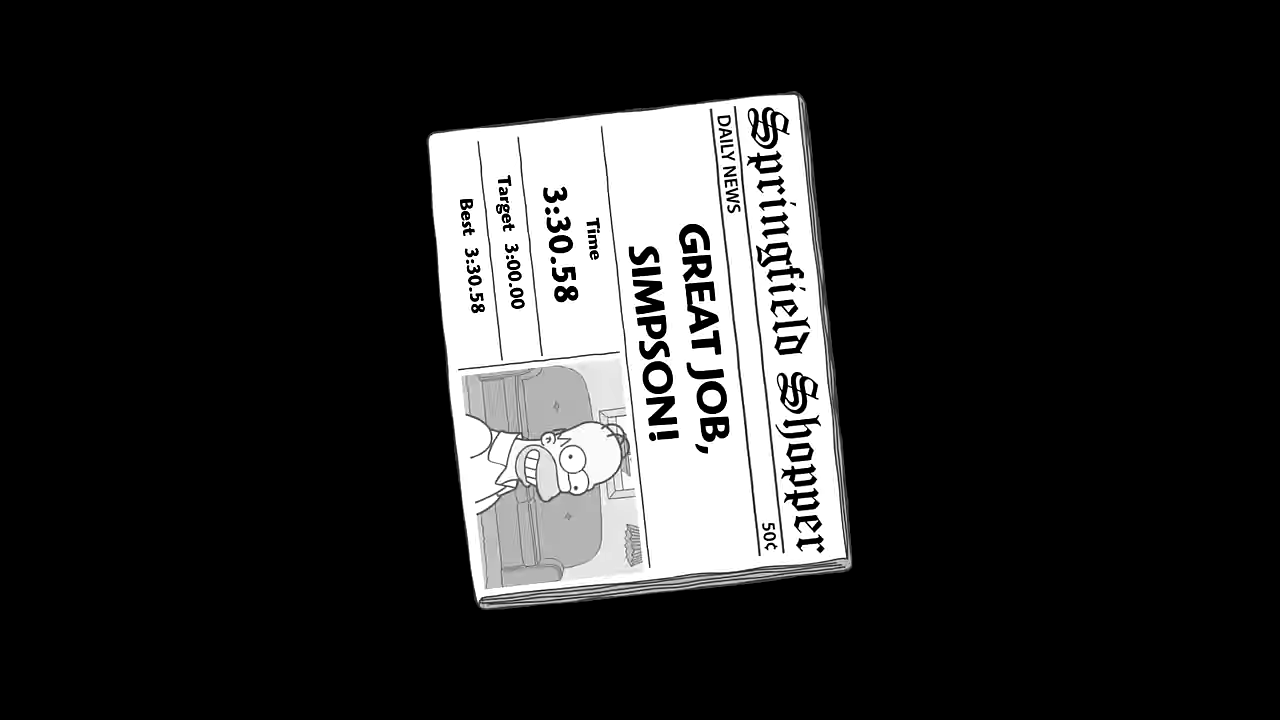 Springfield Shopper
DAILY NEWS 50¢
GREAT JOB,
SIMPSON!
Time
3:30.58
Target 3:00.00
Best 3:30.58